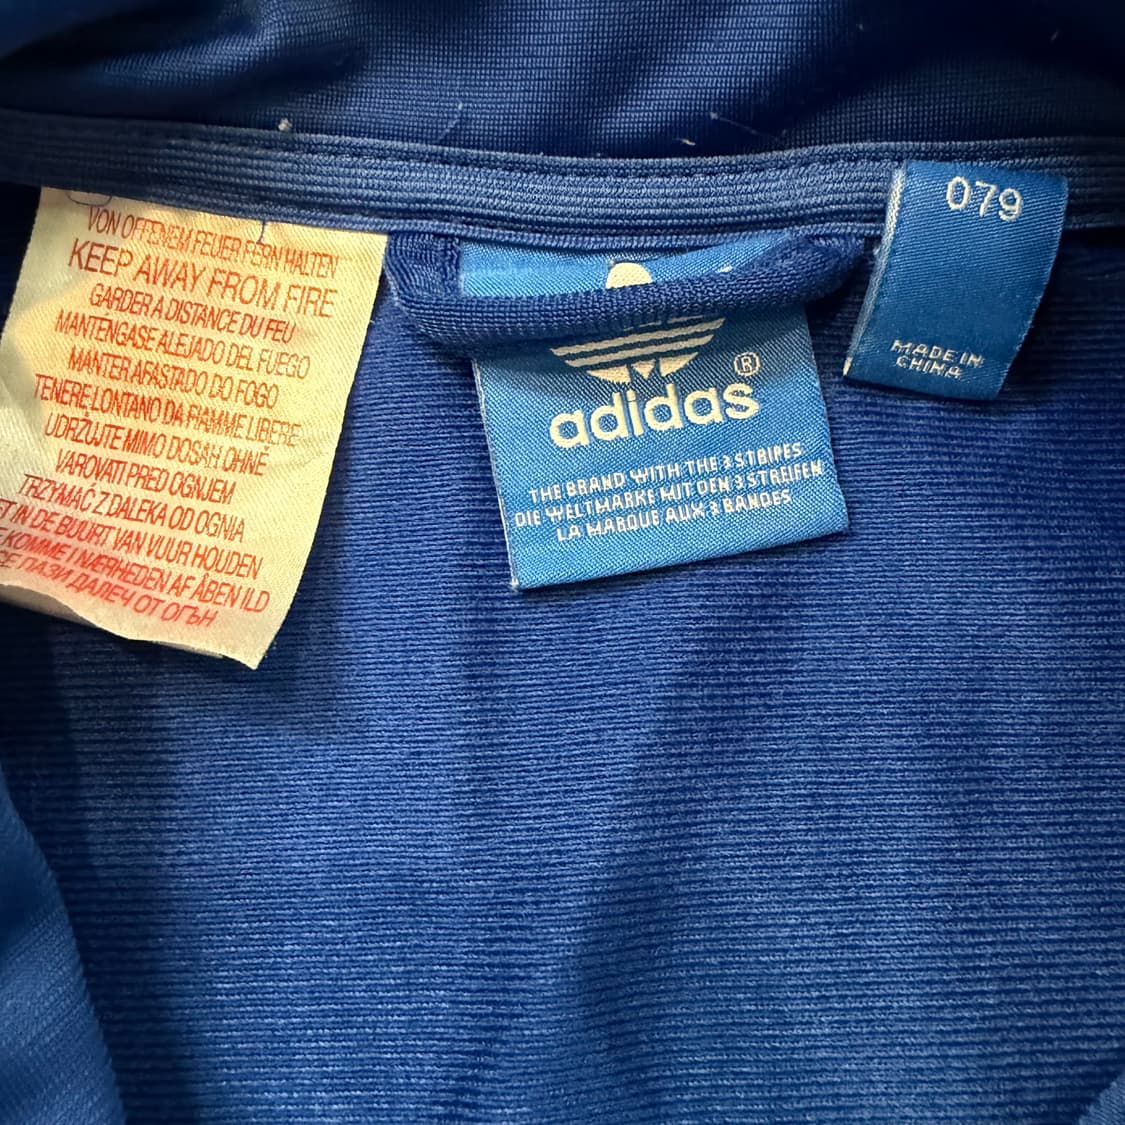 VON OFFENEM FEUER FERN HALTEN
KEEP AWAY FROM FIRE
GARDER A DISTANCE DU FEU
MANTÉNGASE ALEJADO DEL FUEGO
MANTER AFASTADO DO FOGO
TENERE LONTANO DA FIAMME LIBERE
UDRŽUJTE MIMO DOSAH OHNĚ
VAROVATI PRED OGNJEM
TRZYMAĆ Z DALEKA OD OGNIA
IN DE BUURT VAN VUUR HOUDEN
KOMME I NÆRHEDEN AF ÅBEN ILD
ПАЗИ ДАЛЕЧ ОТ ОГЪН
adidas®
THE BRAND WITH THE 3 STRIPES
DIE WELTMARKE MIT DEN 3 STREIFEN
LA MARQUE AUX 3 BANDES
079
MADE IN
CHINA